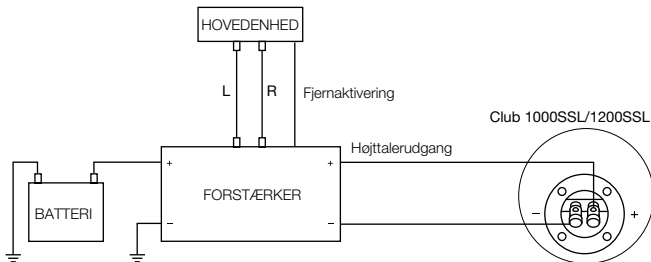 HOVEDENHED
L
R
Fjernaktivering
Club 1000SSL/1200SSL
Højttalerudgang
+
+
+
FORSTÆRKER
BATTERI
−
−
−
+